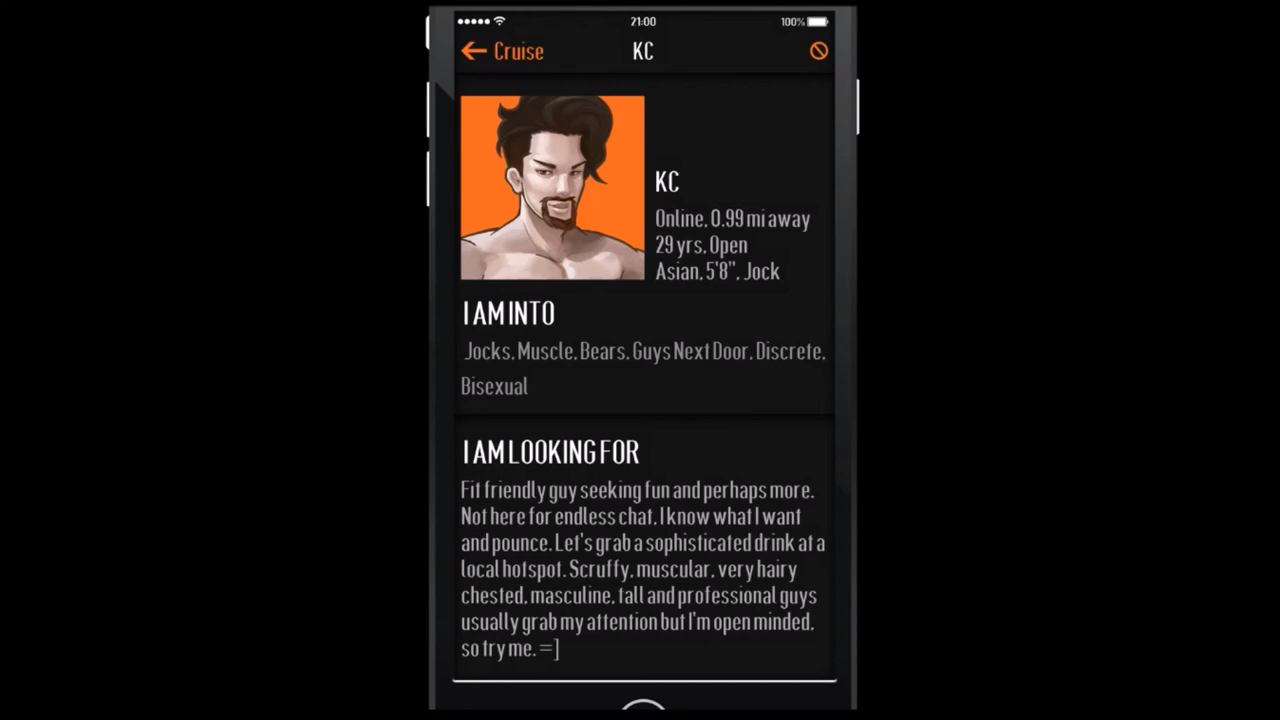 21:00 100%
Cruise KC
KC
Online, 0.99 mi away
29 yrs, Open
Asian, 5'8", Jock
I AM INTO
Jocks, Muscle, Bears, Guys Next Door, Discrete,
Bisexual
I AM LOOKING FOR
Fit friendly guy seeking fun and perhaps more.
Not here for endless chat, I know what I want
and pounce. Let's grab a sophisticated drink at a
local hotspot. Scruffy, muscular, very hairy
chested, masculine, tall and professional guys
usually grab my attention but I'm open minded,
so try me. =]